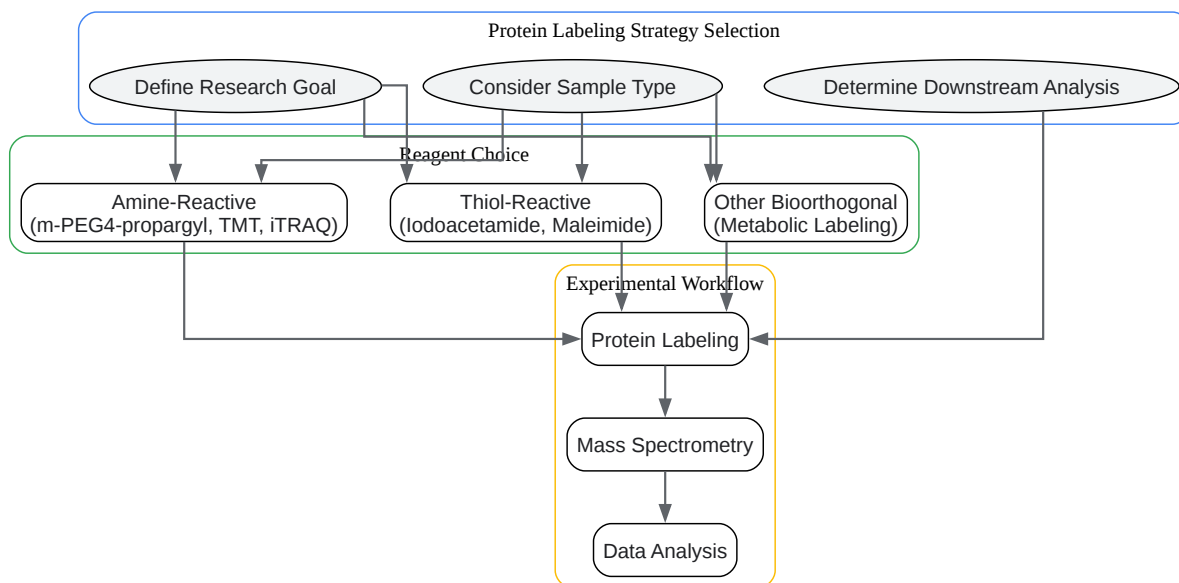 Protein Labeling Strategy Selection
Define Research Goal
Consider Sample Type
Determine Downstream Analysis
Reagent Choice
Amine-Reactive
(m-PEG4-propargyl, TMT, iTRAQ)
Thiol-Reactive
(Iodoacetamide, Maleimide)
Other Bioorthogonal
(Metabolic Labeling)
Experimental Workflow
Protein Labeling
Mass Spectrometry
Data Analysis